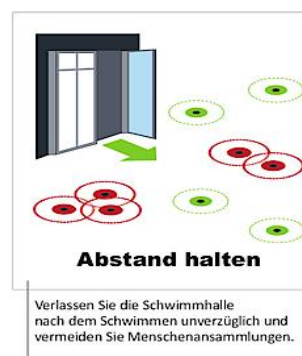 Abstand halten
Verlassen Sie die Schwimmhalle
nach dem Schwimmen unverzüglich und
vermeiden Sie Menschenansammlungen.